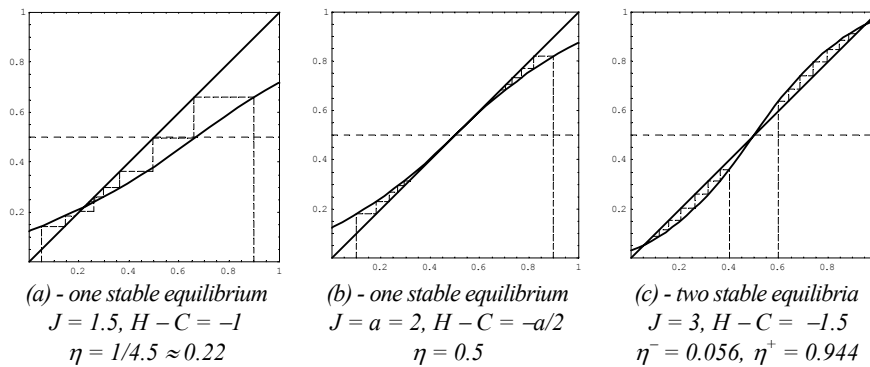 1
0.8
0.6
0.4
0.2
0.2 0.4 0.6 0.8 1
(a) - one stable equilibrium
J = 1.5, H – C = –1
η = 1/4.5 ≈ 0.22
1
0.8
0.6
0.4
0.2
0.2 0.4 0.6 0.8 1
(b) - one stable equilibrium
J = a = 2, H – C = –a/2
η = 0.5
1
0.8
0.6
0.4
0.2
0.2 0.4 0.6 0.8
(c) - two stable equilibria
J = 3, H – C = –1.5
η⁻ = 0.056, η⁺ = 0.944